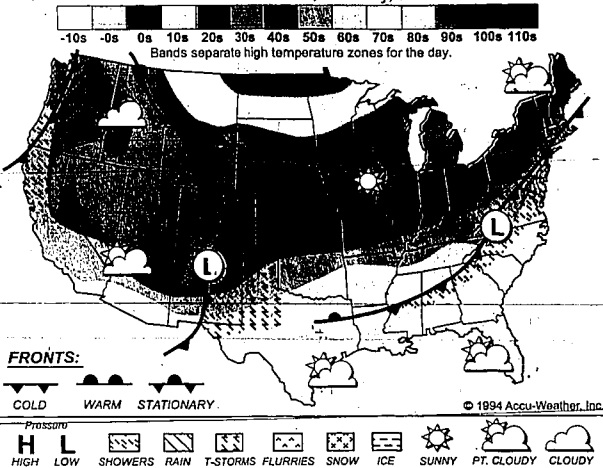 -10s -0s 0s 10s 20s 30s 40s 50s 60s 70s 80s 90s 100s 110s
Bands separate high temperature zones for the day.
L
L
FRONTS:
COLD WARM STATIONARY
© 1994 Accu-Weather, Inc.
Pressure
H L
HIGH LOW SHOWERS RAIN T-STORMS FLURRIES SNOW ICE SUNNY PT. CLOUDY CLOUDY